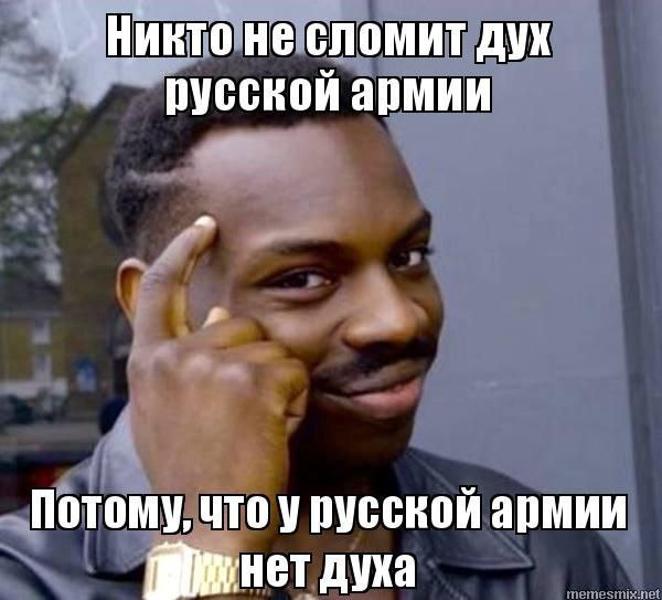 Никто не сломит дух
русской армии
Потому, что у русской армии
нет духа
memesmix.net